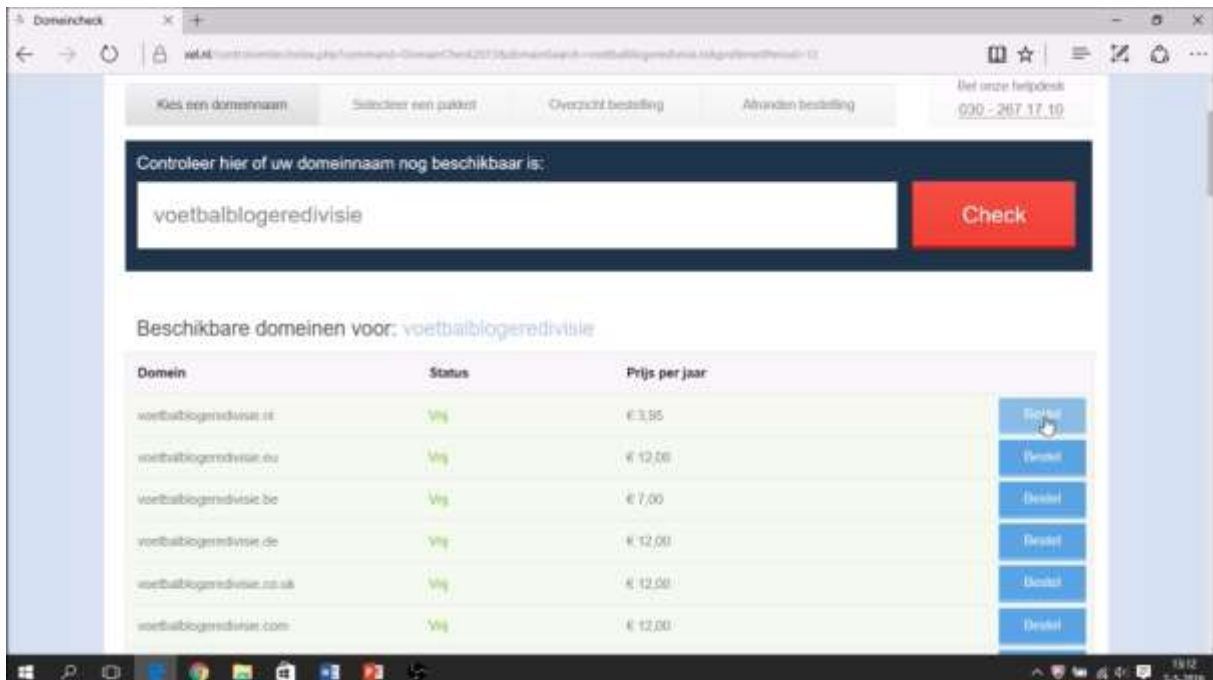 Domeincheck
Kies een domeinnaam Selecteer een pakket Overzicht bestelling Afronden bestelling
Bel onze helpdesk
030 - 267 17 10
Controleer hier of uw domeinnaam nog beschikbaar is:
voetbalblogeredivisie Check
Beschikbare domeinen voor: voetbalblogeredivisie
Domein Status Prijs per jaar
voetbalblogeredivisie.nl Vrij € 3,95 Bestel
voetbalblogeredivisie.eu Vrij € 12,00 Bestel
voetbalblogeredivisie.be Vrij € 7,00 Bestel
voetbalblogeredivisie.de Vrij € 12,00 Bestel
voetbalblogeredivisie.co.uk Vrij € 12,00 Bestel
voetbalblogeredivisie.com Vrij € 12,00 Bestel